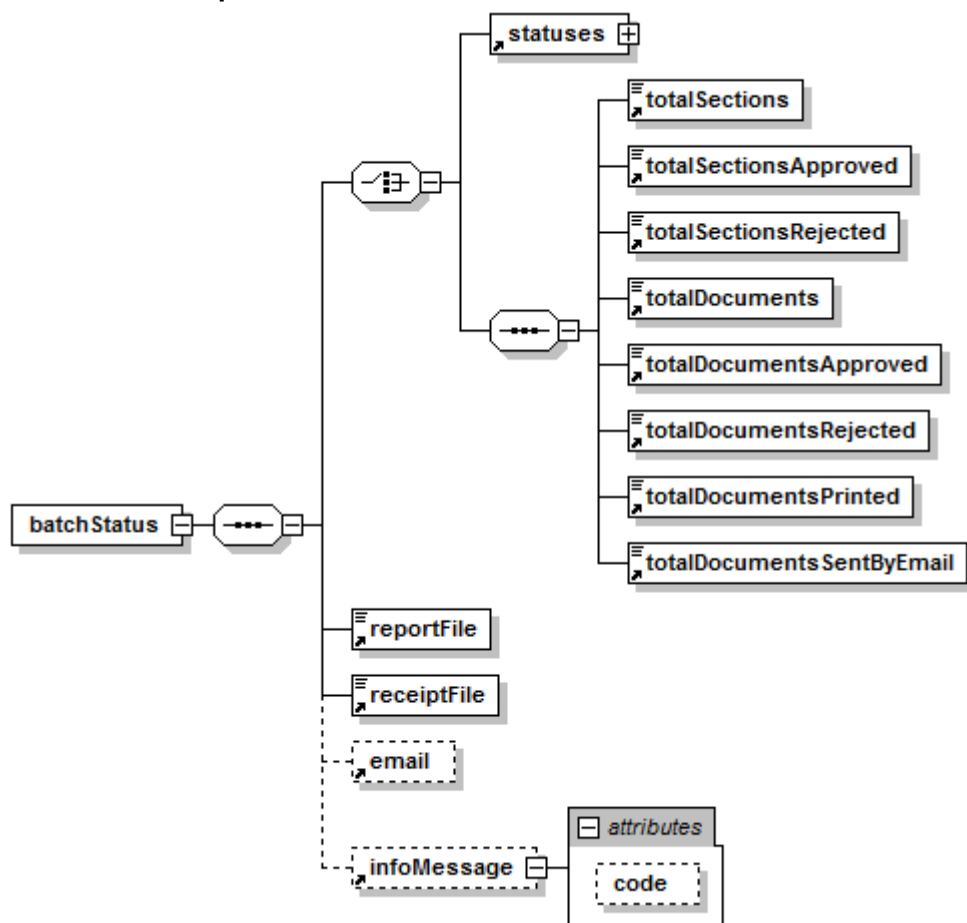 statuses
totalSections
totalSectionsApproved
totalSectionsRejected
totalDocuments
totalDocumentsApproved
totalDocumentsRejected
totalDocumentsPrinted
batchStatus
totalDocumentsSentByEmail
reportFile
receiptFile
email
attributes
infoMessage
code